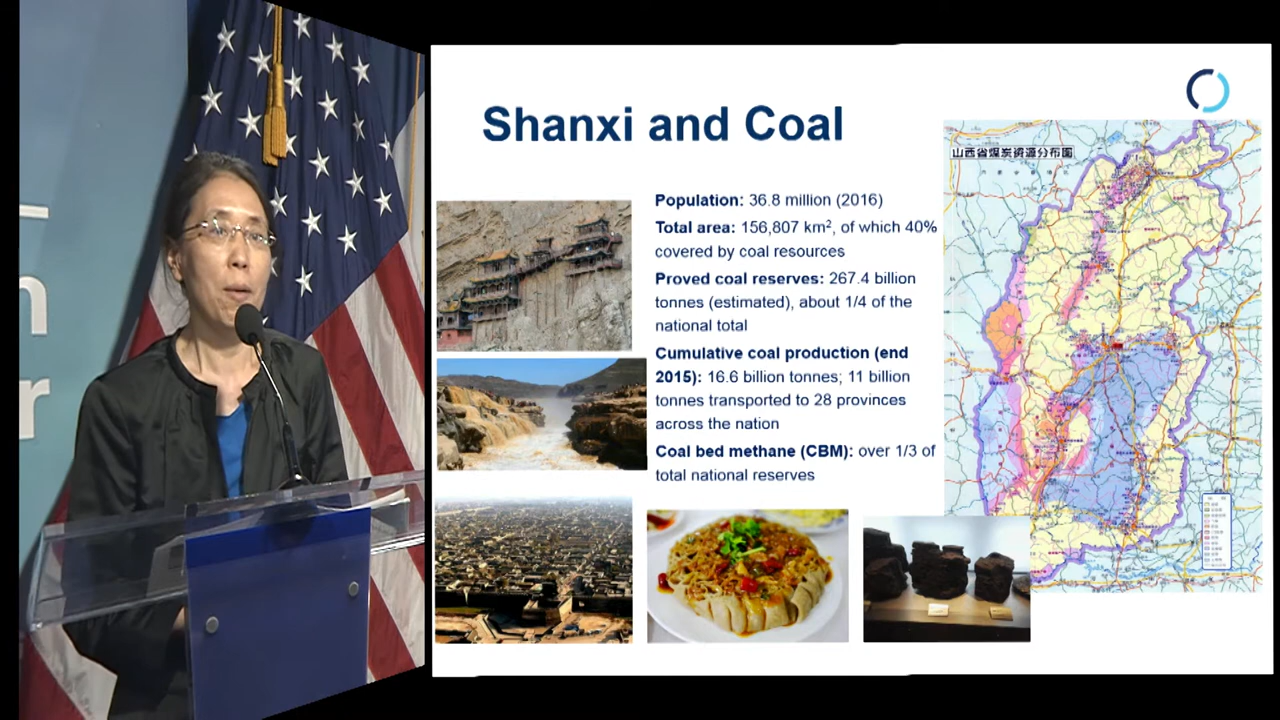 Shanxi and Coal
山西省煤炭资源分布图
Population: 36.8 million (2016)
Total area: 156,807 km², of which 40%
covered by coal resources
Proved coal reserves: 267.4 billion
tonnes (estimated), about 1/4 of the
national total
Cumulative coal production (end
2015): 16.6 billion tonnes; 11 billion
tonnes transported to 28 provinces
across the nation
Coal bed methane (CBM): over 1/3 of
total national reserves